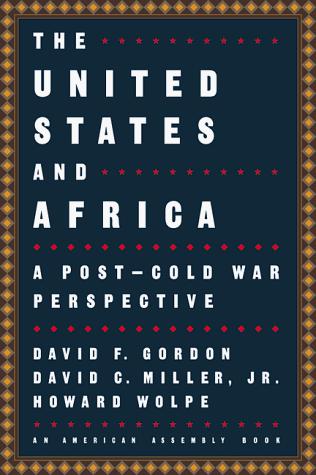 THE
UNITED
STATES
AND
AFRICA
A POST-COLD WAR
PERSPECTIVE
DAVID F. GORDON
DAVID C. MILLER, JR.
HOWARD WOLPE
AN AMERICAN ASSEMBLY BOOK